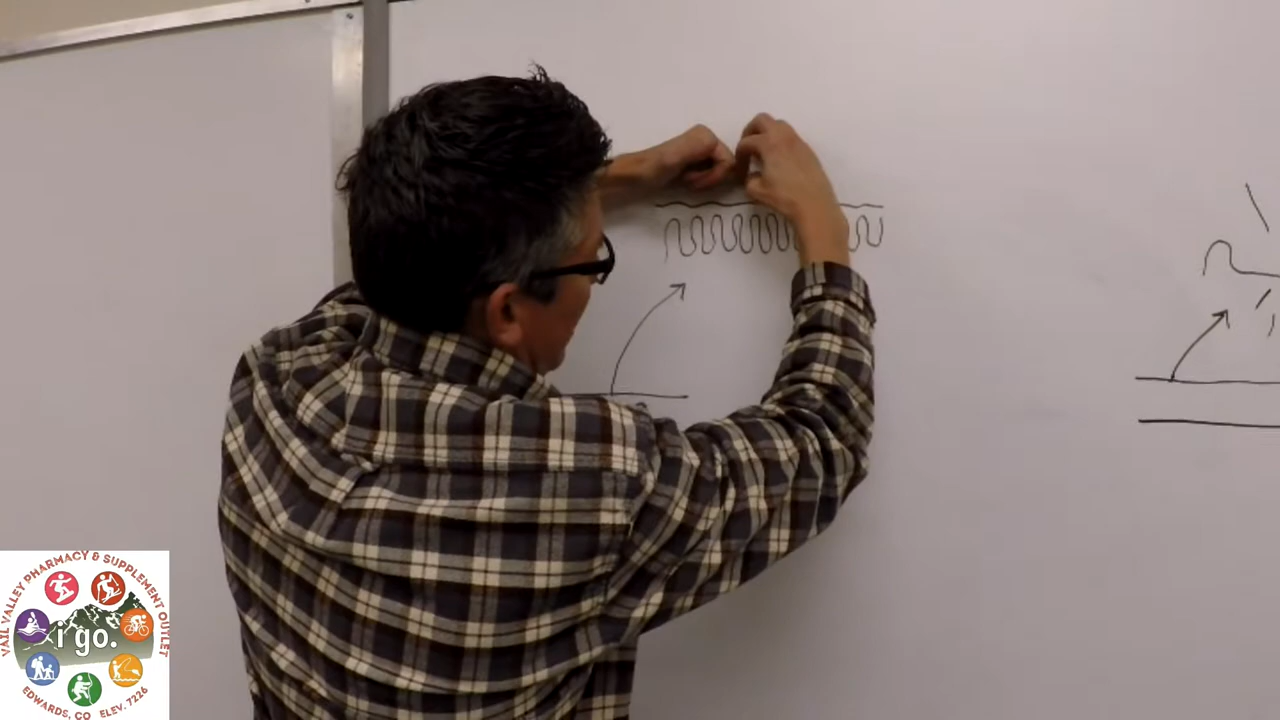 VAIL VALLEY PHARMACY & SUPPLEMENT OUTLET
i go.
EDWARDS, CO ELEV. 7226